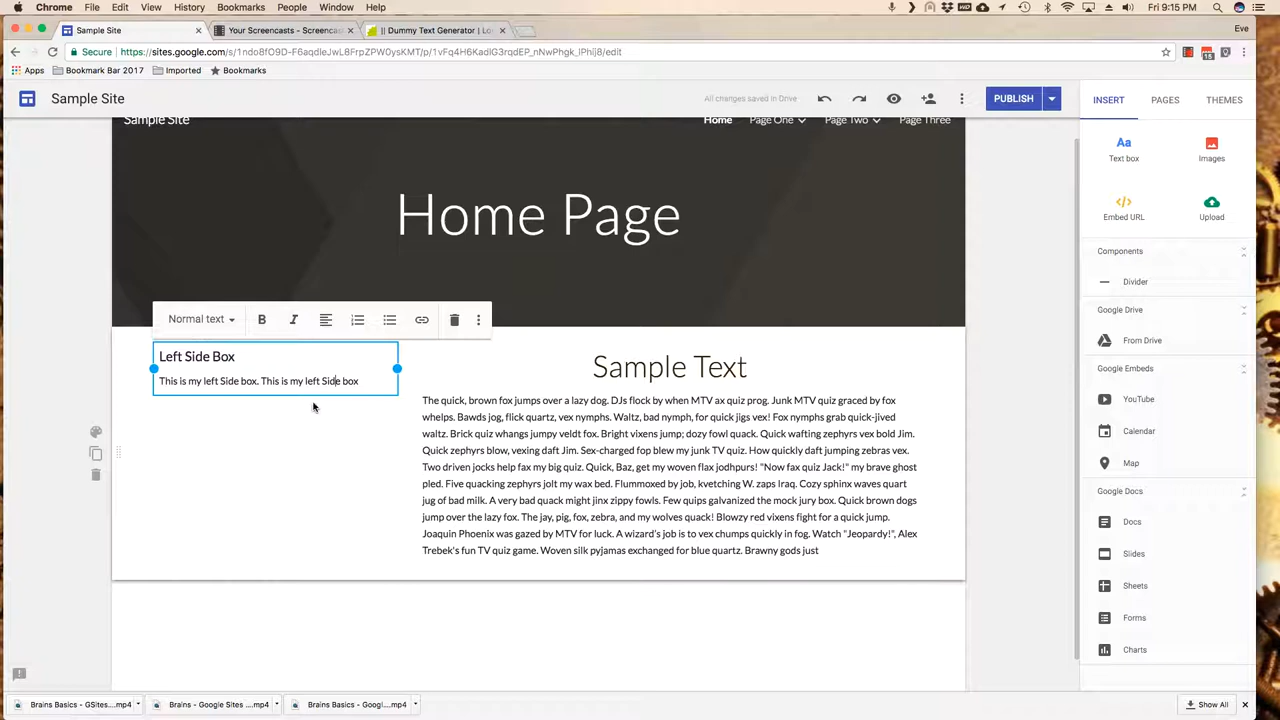 Chrome File Edit View History Bookmarks People Window Help Fri 9:15 PM
Sample Site Your Screencasts - Screencast || Dummy Text Generator | Lo Eve
Secure https://sites.google.com/s/
Apps Bookmark Bar 2017 Imported Bookmarks
Sample Site All changes saved in Drive PUBLISH INSERT PAGES THEMES
Sample Site Home Page One Page Two Page Three
Aa
Text box Images
Home Page
Embed URL Upload
Components
Divider
Google Drive
Normal text B I
From Drive
Left Side Box
This is my left Side box. This is my left Side box
Sample Text
The quick, brown fox jumps over a lazy dog. DJs flock by when MTV ax quiz prog. Junk MTV quiz graced by fox
whelps. Bawds jog, flick quartz, vex nymphs. Waltz, bad nymph, for quick jigs vex! Fox nymphs grab quick-jived
waltz. Brick quiz whangs jumpy veldt fox. Bright vixens jump; dozy fowl quack. Quick wafting zephyrs vex bold Jim.
Quick zephyrs blow, vexing daft Jim. Sex-charged fop blew my junk TV quiz. How quickly daft jumping zebras vex.
Two driven jocks help fax my big quiz. Quick, Baz, get my woven flax jodhpurs! "Now fax quiz Jack!" my brave ghost
pled. Five quacking zephyrs jolt my wax bed. Flummoxed by job, kvetching W. zaps Iraq. Cozy sphinx waves quart
jug of bad milk. A very bad quack might jinx zippy fowls. Few quips galvanized the mock jury box. Quick brown dogs
jump over the lazy fox. The jay, pig, fox, zebra, and my wolves quack! Blowzy red vixens fight for a quick jump.
Joaquin Phoenix was gazed by MTV for luck. A wizard's job is to vex chumps quickly in fog. Watch "Jeopardy!", Alex
Trebek's fun TV quiz game. Woven silk pyjamas exchanged for blue quartz. Brawny gods just
Google Embeds
YouTube
Calendar
Map
Google Docs
Docs
Slides
Sheets
Forms
Charts
Brains Basics - GSites....mp4 Brains - Google Sites ....mp4 Brains Basics - Googl....mp4 Show All